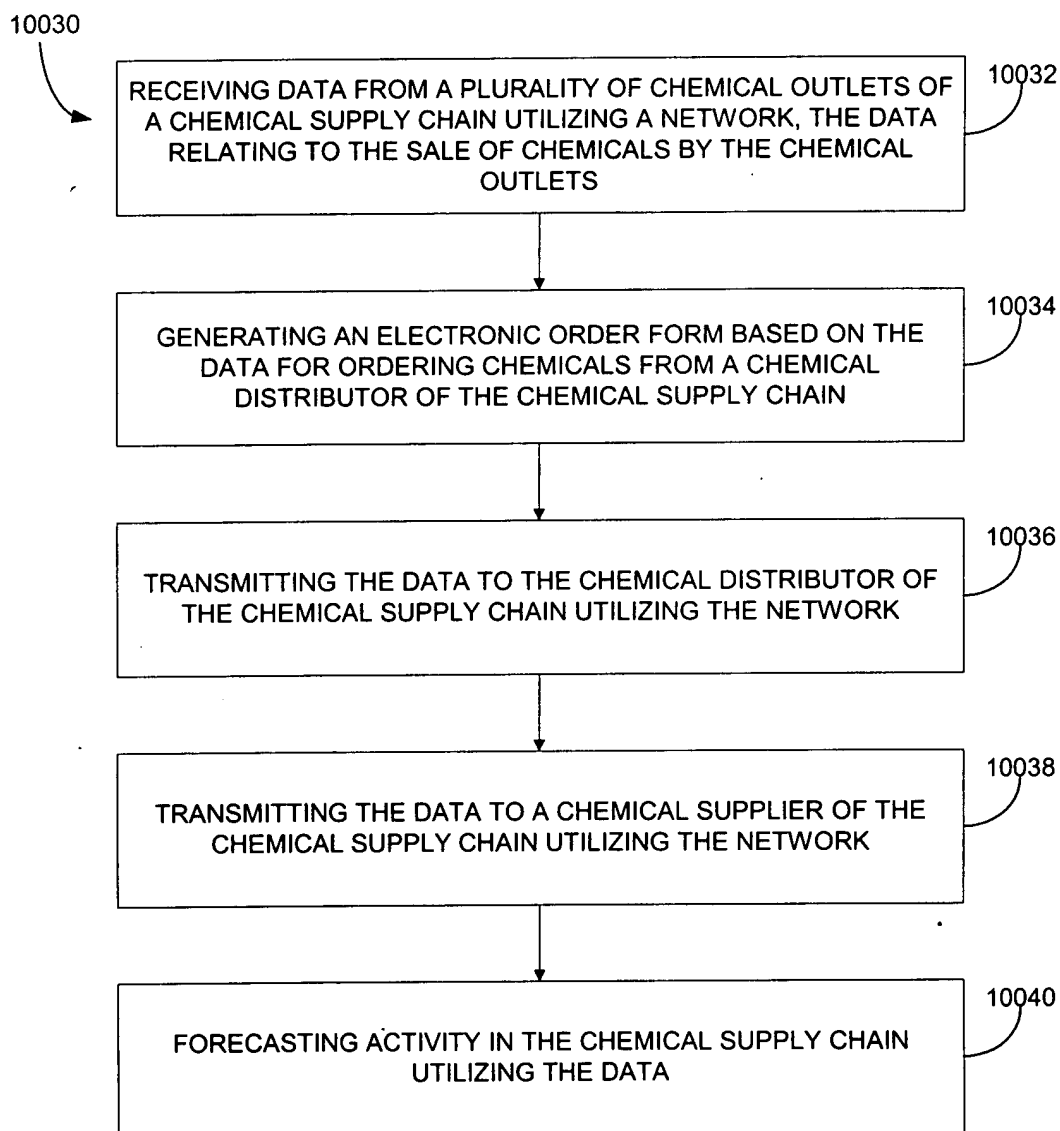 10030
RECEIVING DATA FROM A PLURALITY OF CHEMICAL OUTLETS OF
A CHEMICAL SUPPLY CHAIN UTILIZING A NETWORK, THE DATA
RELATING TO THE SALE OF CHEMICALS BY THE CHEMICAL
OUTLETS
10032
GENERATING AN ELECTRONIC ORDER FORM BASED ON THE
DATA FOR ORDERING CHEMICALS FROM A CHEMICAL
DISTRIBUTOR OF THE CHEMICAL SUPPLY CHAIN
10034
TRANSMITTING THE DATA TO THE CHEMICAL DISTRIBUTOR OF
THE CHEMICAL SUPPLY CHAIN UTILIZING THE NETWORK
10036
TRANSMITTING THE DATA TO A CHEMICAL SUPPLIER OF THE
CHEMICAL SUPPLY CHAIN UTILIZING THE NETWORK
10038
FORECASTING ACTIVITY IN THE CHEMICAL SUPPLY CHAIN
UTILIZING THE DATA
10040